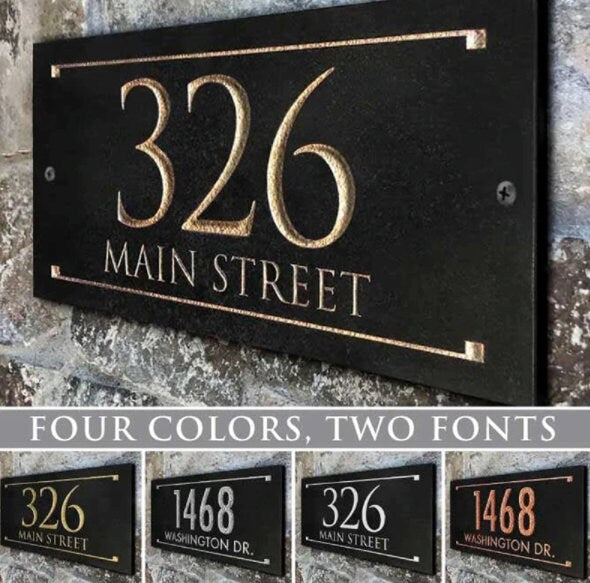 326
MAIN STREET
FOUR COLORS, TWO FONTS
326
MAIN STREET
1468
WASHINGTON DR.
326
MAIN STREET
1468
WASHINGTON DR.